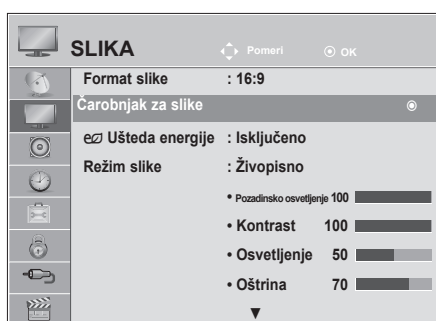 SLIKA Pomeri OK
Format slike : 16:9
Čarobnjak za slike
Ušteda energije : Isključeno
Režim slike : Živopisno
• Pozadinsko osvetljenje 100
• Kontrast 100
• Osvetljenje 50
• Oštrina 70